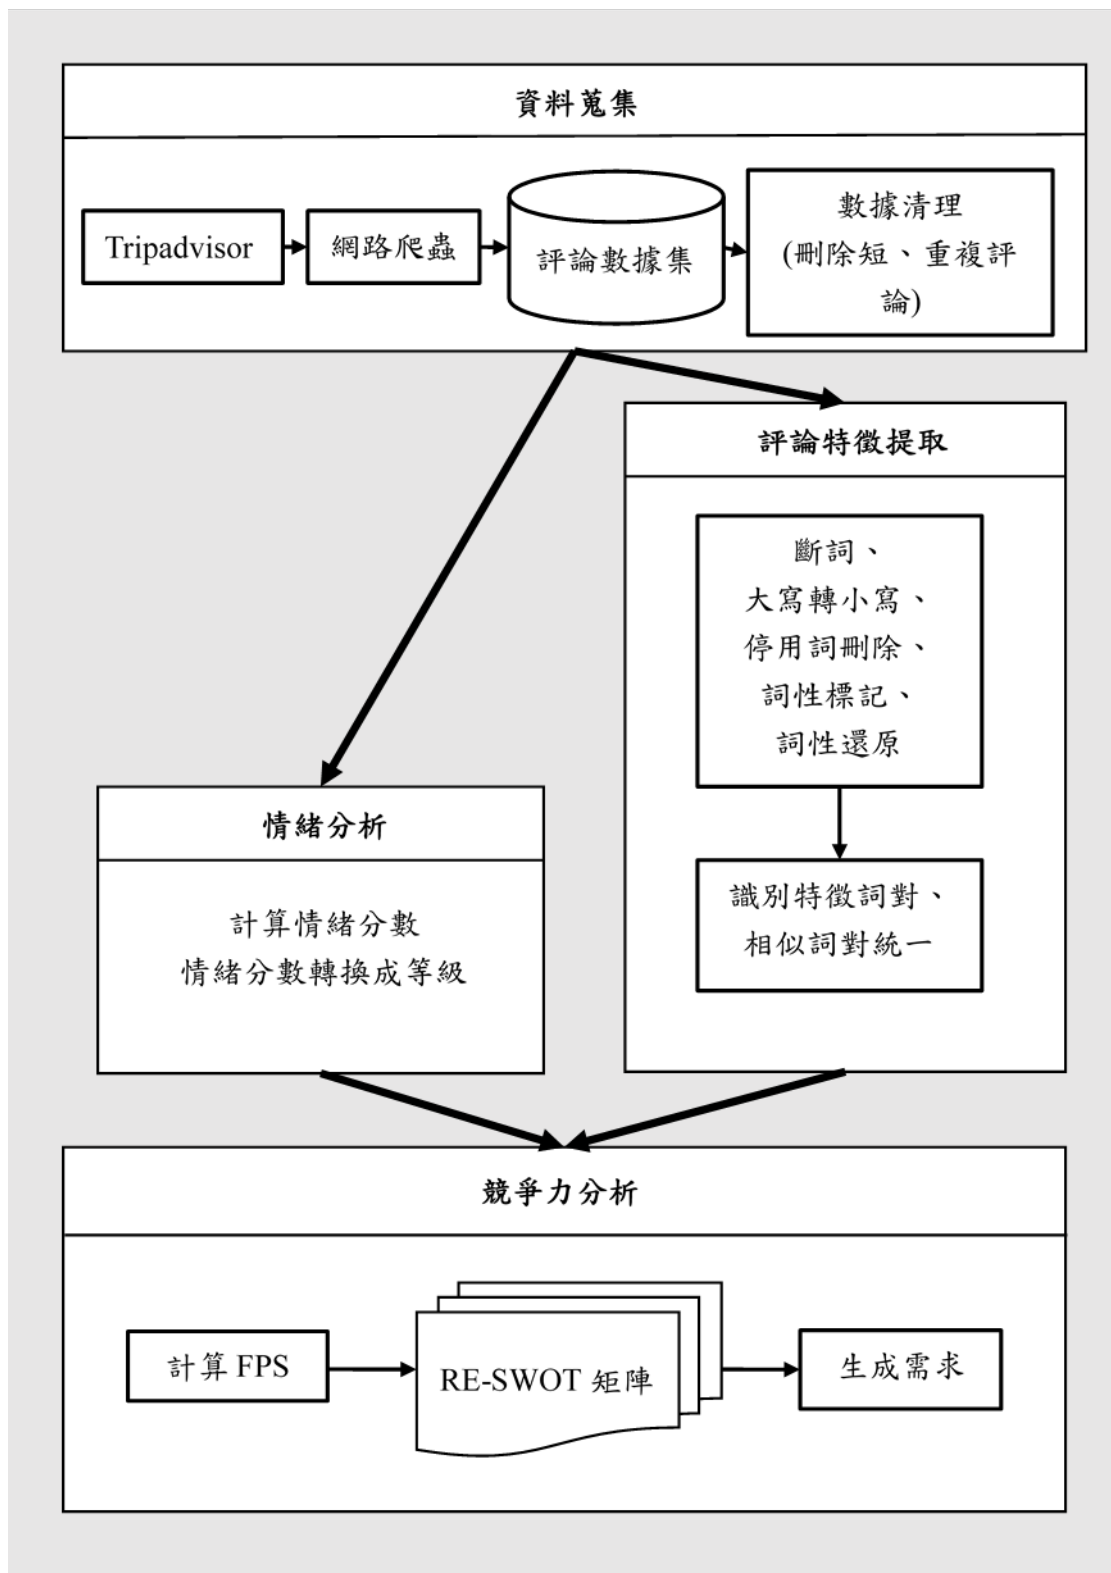 資料蒐集
Tripadvisor
網路爬蟲
評論數據集
數據清理
(刪除短、重複評
論)
評論特徵提取
斷詞、
大寫轉小寫、
停用詞刪除、
詞性標記、
詞性還原
識別特徵詞對、
相似詞對統一
情緒分析
計算情緒分數
情緒分數轉換成等級
競爭力分析
計算 FPS
RE-SWOT 矩陣
生成需求